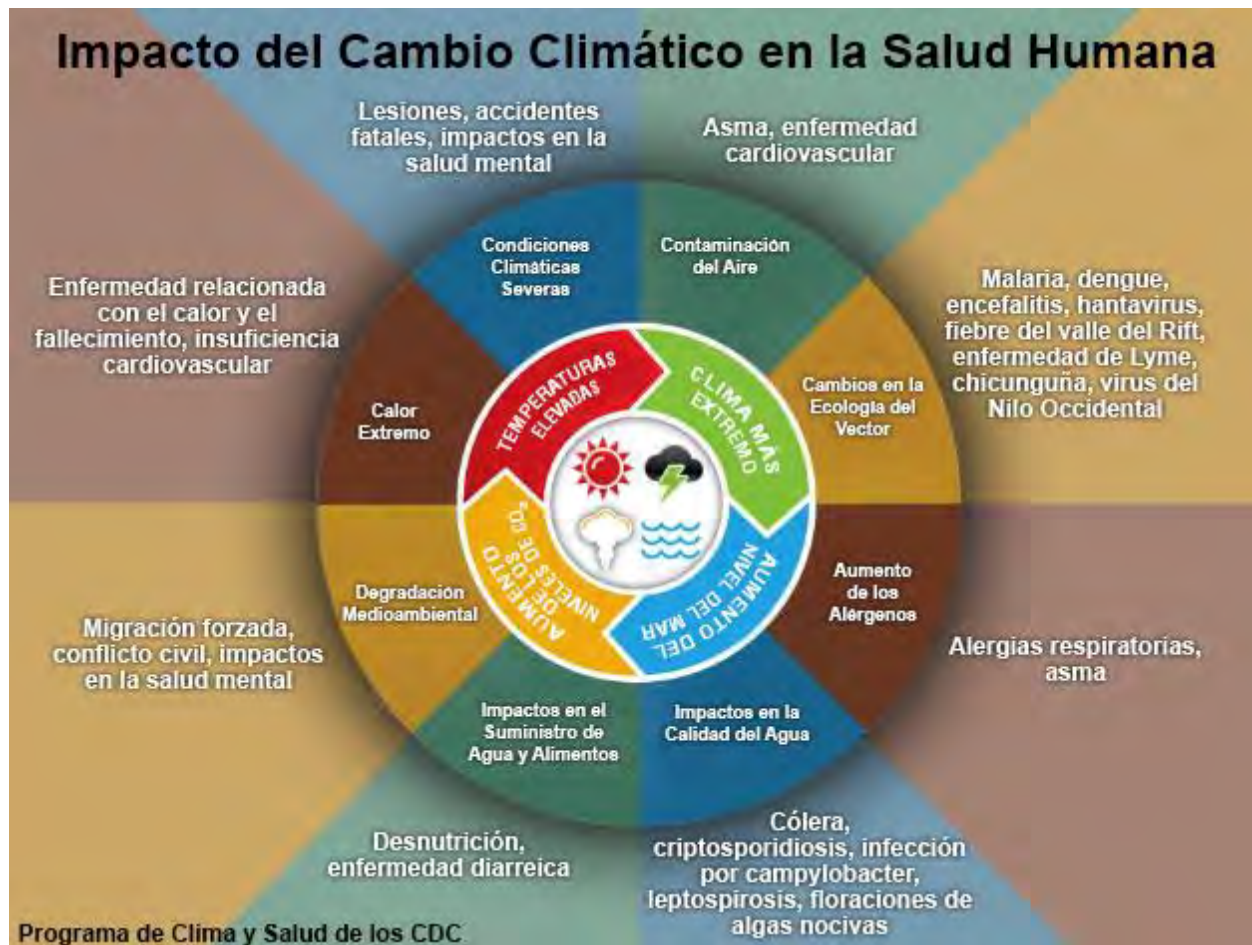 Impacto del Cambio Climático en la Salud Humana
Lesiones, accidentes
fatales, impactos en la
salud mental
Asma, enfermedad
cardiovascular
Condiciones
Climáticas
Severas
Contaminación
del Aire
Enfermedad relacionada
con el calor y el
fallecimiento, insuficiencia
cardiovascular
Malaria, dengue,
encefalitis, hantavirus,
fiebre del valle del Rift,
enfermedad de Lyme,
chicunguña, virus del
Nilo Occidental
Calor
Extremo
TEMPERATURAS
ELEVADAS
CLIMA MÁS
EXTREMO
Cambios en la
Ecología del
Vector
Degradación
Medioambiental
AUMENTO
DE LOS
NIVELES DE CO₂
AUMENTO DEL
NIVEL DEL MAR
Aumento
de los
Alérgenos
Migración forzada,
conflicto civil, impactos
en la salud mental
Alergias respiratorias,
asma
Impactos en el
Suministro de
Agua y Alimentos
Impactos en la
Calidad del Agua
Desnutrición,
enfermedad diarreica
Cólera,
criptosporidiosis, infección
por campylobacter,
leptospirosis, floraciones de
algas nocivas
Programa de Clima y Salud de los CDC